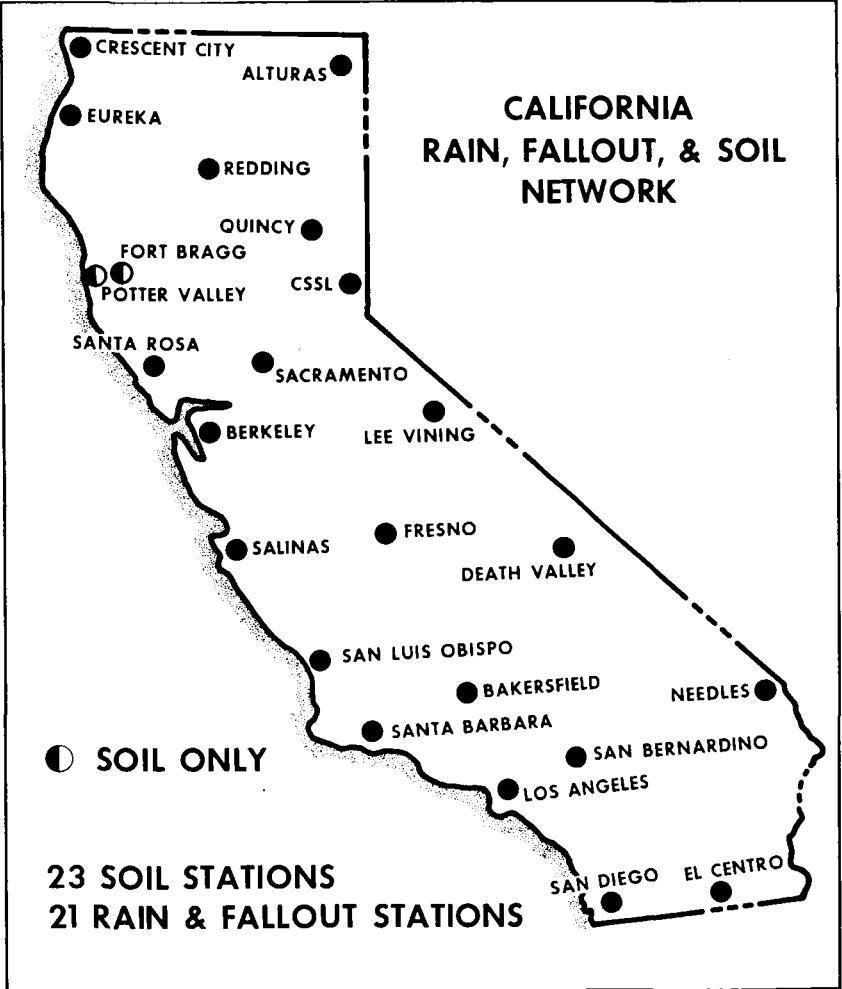 CRESCENT CITY
ALTURAS
CALIFORNIA
RAIN, FALLOUT, & SOIL
NETWORK
EUREKA
REDDING
QUINCY
FORT BRAGG
POTTER VALLEY
CSSL
SANTA ROSA
SACRAMENTO
LEE VINING
BERKELEY
FRESNO
SALINAS
DEATH VALLEY
SAN LUIS OBISPO
BAKERSFIELD
NEEDLES
SANTA BARBARA
SAN BERNARDINO
LOS ANGELES
SOIL ONLY
SAN DIEGO
EL CENTRO
23 SOIL STATIONS
21 RAIN & FALLOUT STATIONS